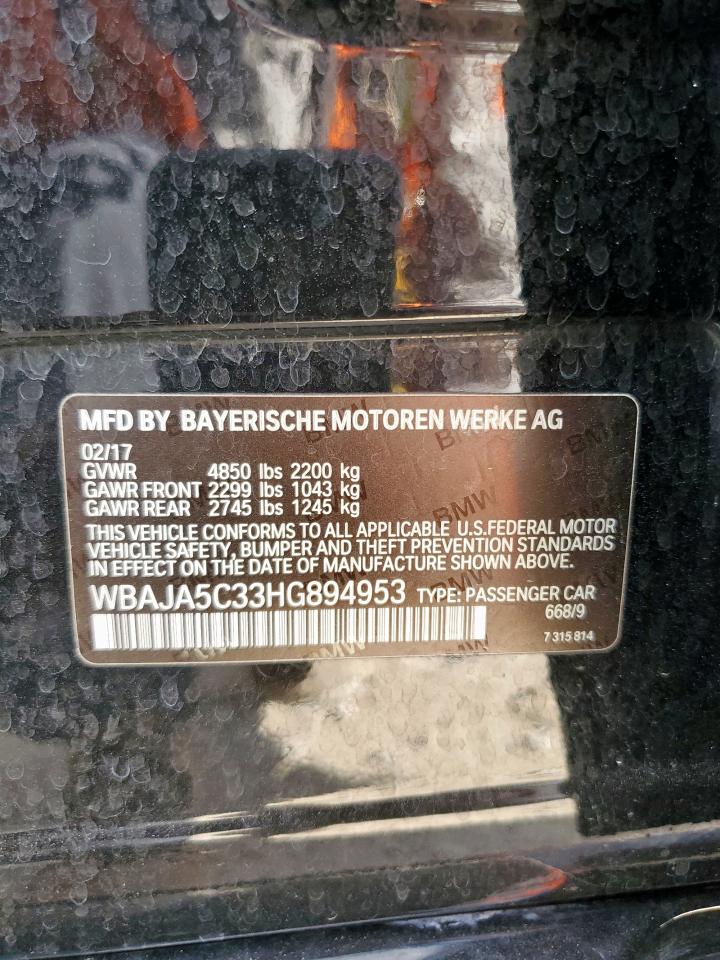 MFD BY BAYERISCHE MOTOREN WERKE AG
02/17
GVWR 4850 lbs 2200 kg
GAWR FRONT 2299 lbs 1043 kg
GAWR REAR 2745 lbs 1245 kg
THIS VEHICLE CONFORMS TO ALL APPLICABLE U.S.FEDERAL MOTOR
VEHICLE SAFETY, BUMPER AND THEFT PREVENTION STANDARDS
IN EFFECT ON THE DATE OF MANUFACTURE SHOWN ABOVE.
WBAJA5C33HG894953 TYPE: PASSENGER CAR
668/9
7 315 814